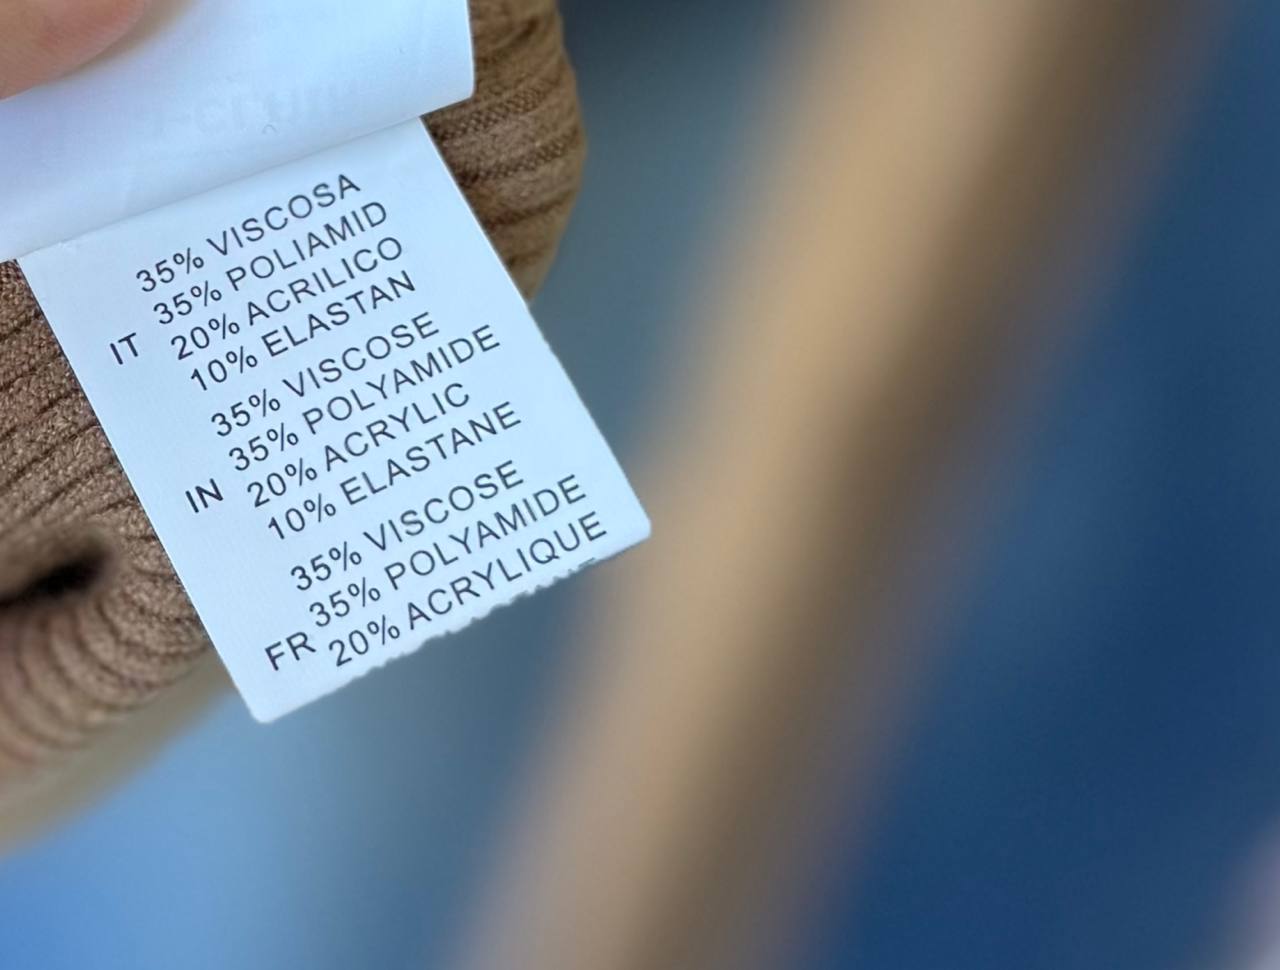 35% VISCOSA
35% POLIAMID
IT 20% ACRILICO
10% ELASTAN
35% VISCOSE
35% POLYAMIDE
IN 20% ACRYLIC
10% ELASTANE
35% VISCOSE
35% POLYAMIDE
FR 20% ACRYLIQUE